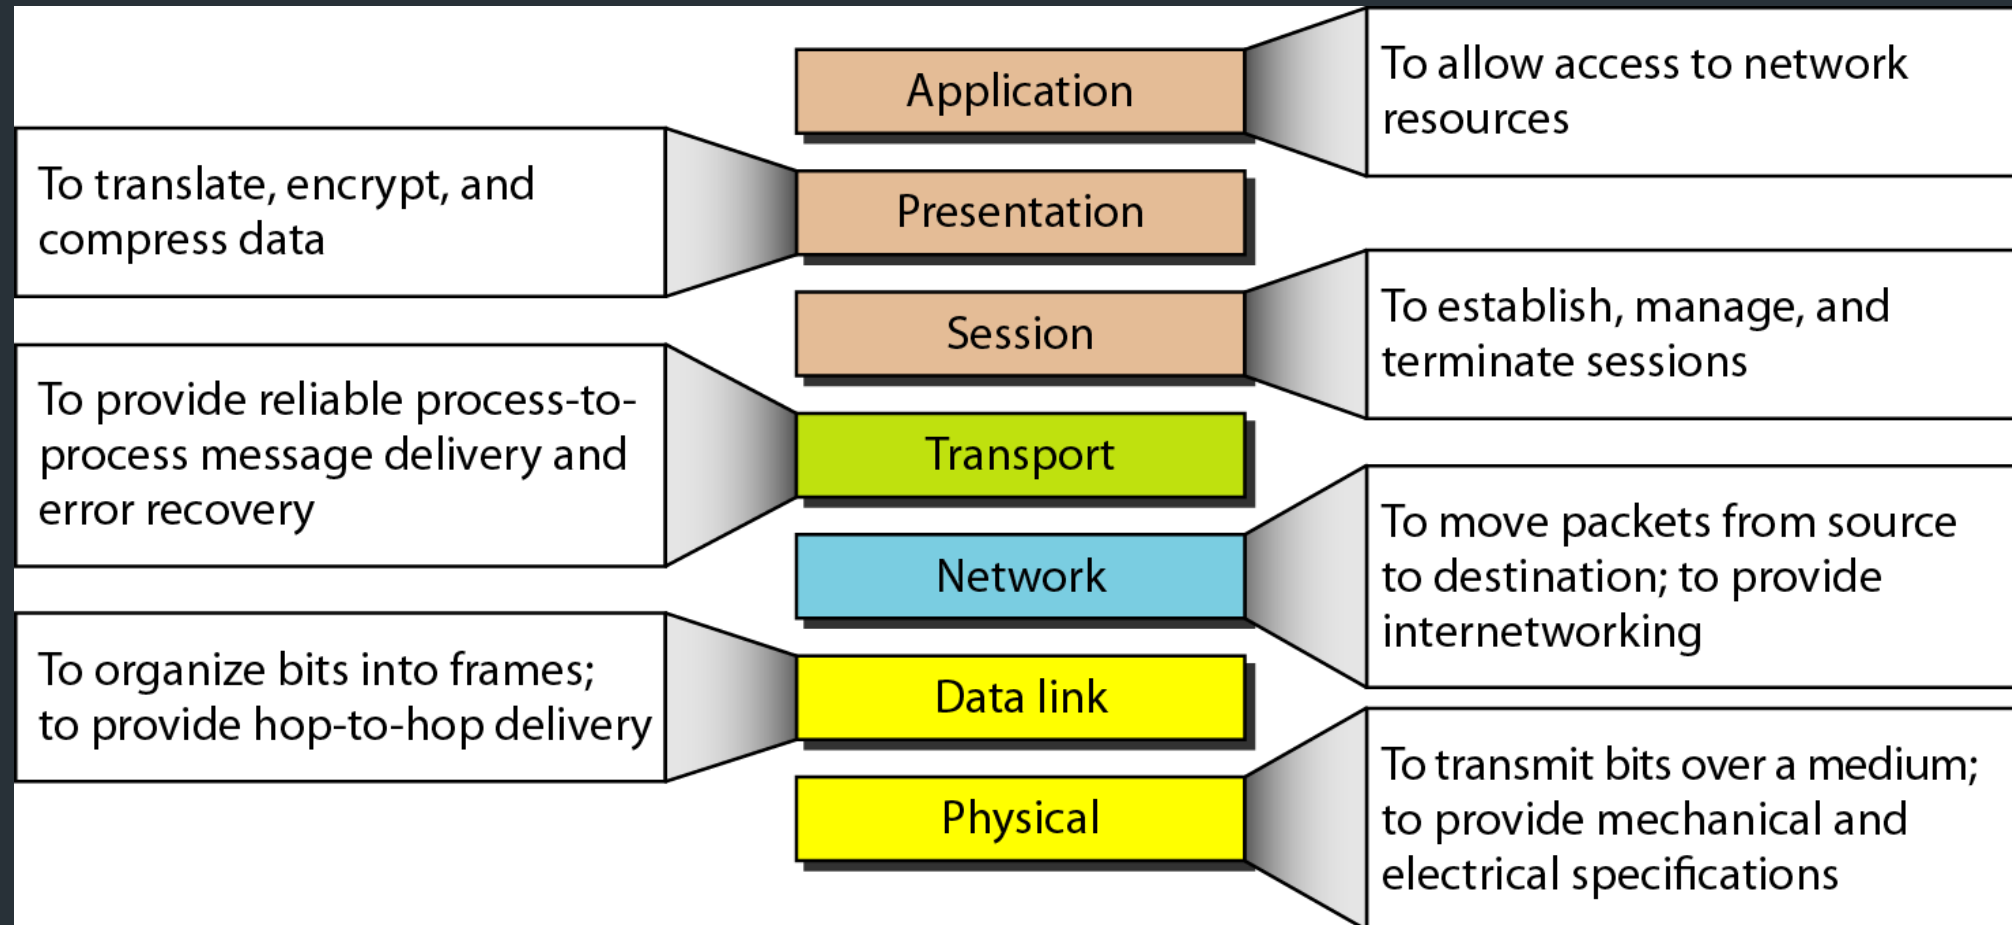 Application
To allow access to network
resources
To translate, encrypt, and
compress data
Presentation
Session
To establish, manage, and
terminate sessions
To provide reliable process-to-
process message delivery and
error recovery
Transport
Network
To move packets from source
to destination; to provide
internetworking
To organize bits into frames;
to provide hop-to-hop delivery
Data link
Physical
To transmit bits over a medium;
to provide mechanical and
electrical specifications